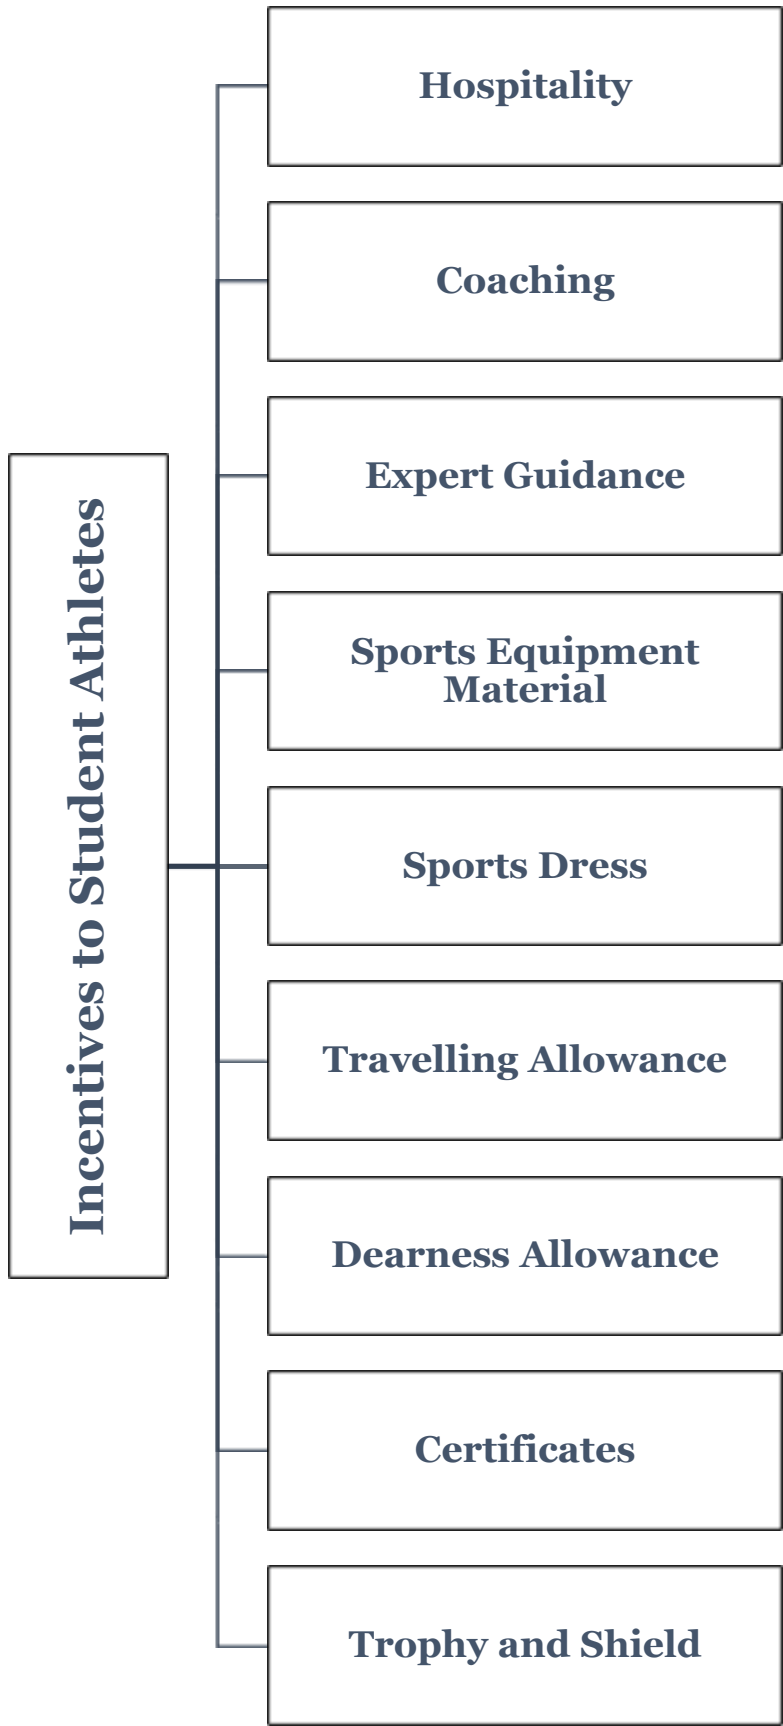 Incentives to Student Athletes
Hospitality
Coaching
Expert Guidance
Sports Equipment
Material
Sports Dress
Travelling Allowance
Dearness Allowance
Certificates
Trophy and Shield